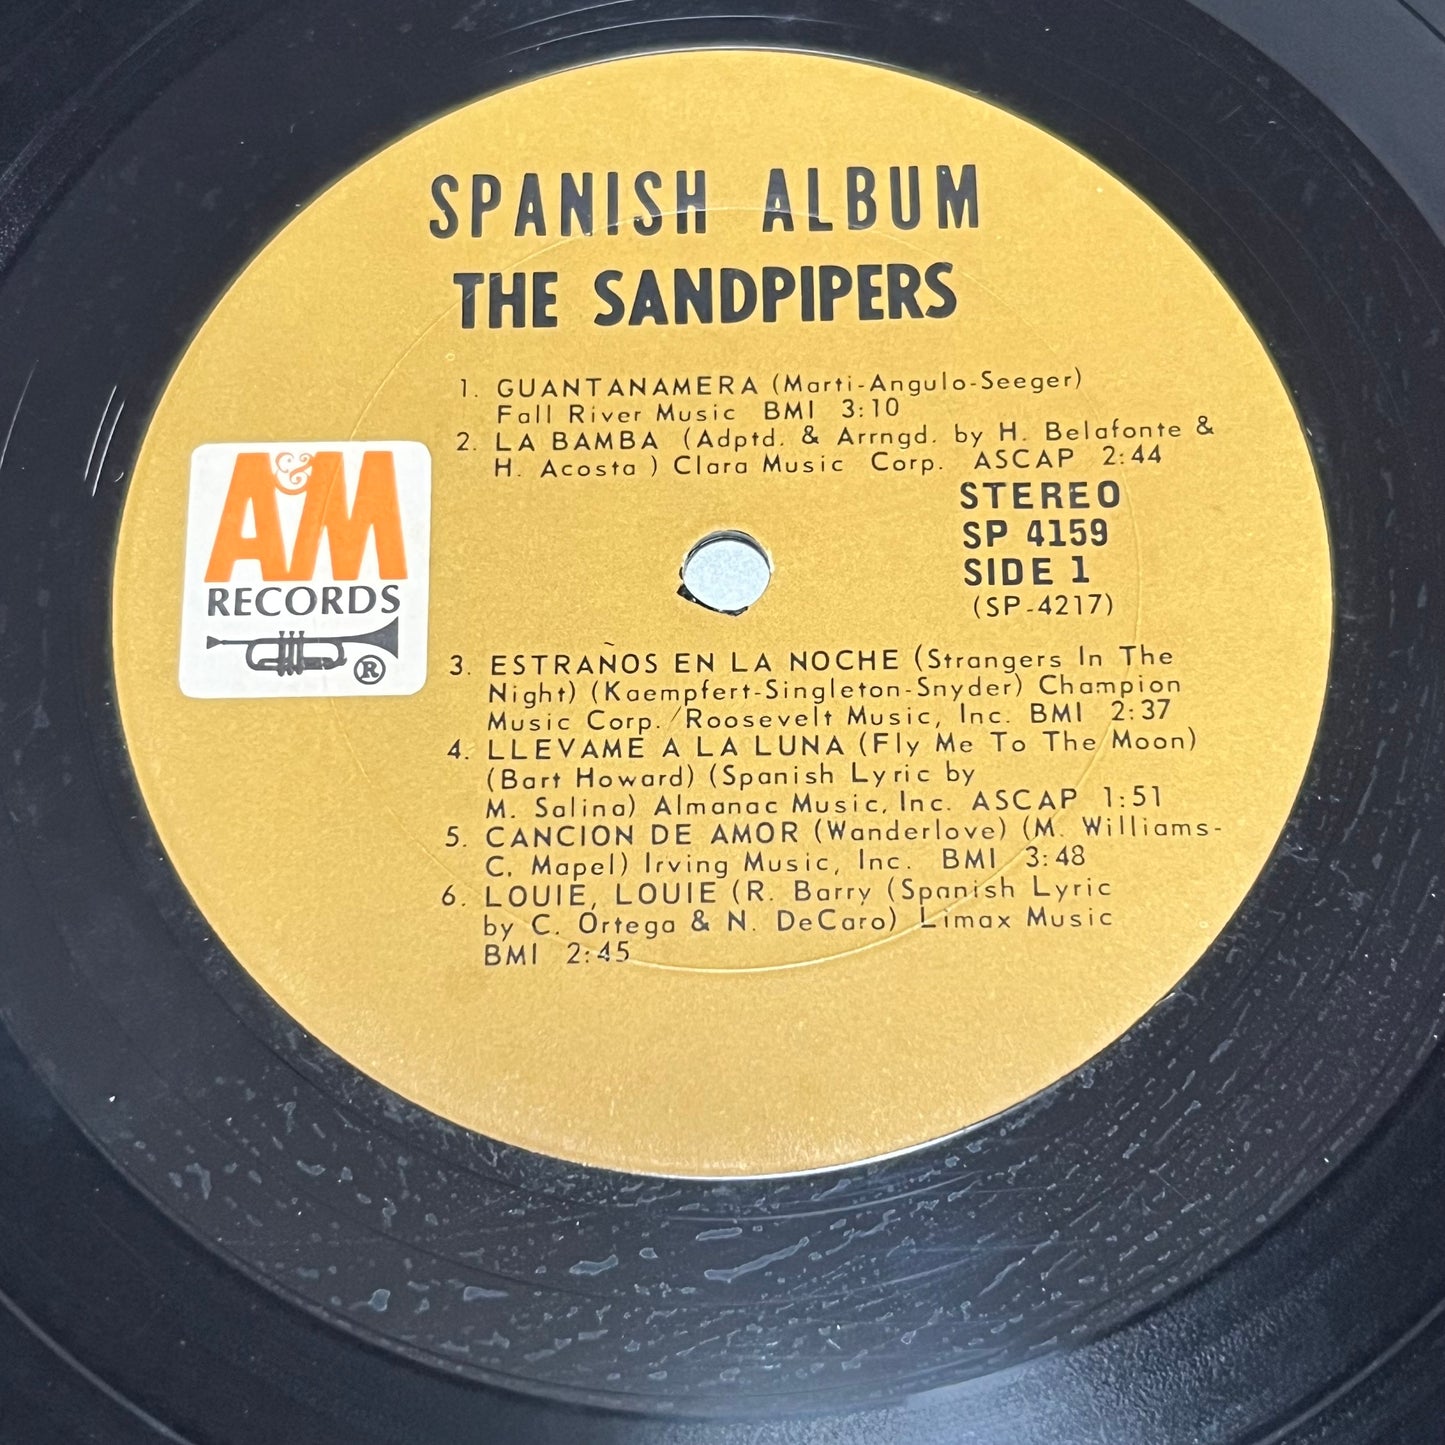 SPANISH ALBUM
THE SANDPIPERS
1. GUANTANAMERA (Marti-Angulo-Seeger)
Fall River Music BMI 3:10
2. LA BAMBA (Adptd. & Arrngd. by H. Belafonte &
H. Acosta ) Clara Music Corp. ASCAP 2:44
STEREO
SP 4159
SIDE 1
(SP-4217)
A&M
RECORDS
®
3. ESTRAÑOS EN LA NOCHE (Strangers In The
Night) (Kaempfert-Singleton-Snyder) Champion
Music Corp./Roosevelt Music, Inc. BMI 2:37
4. LLEVAME A LA LUNA (Fly Me To The Moon)
(Bart Howard) (Spanish Lyric by
M. Salina) Almanac Music, Inc. ASCAP 1:51
5. CANCION DE AMOR (Wanderlove) (M. Williams-
C. Mapel) Irving Music, Inc. BMI 3:48
6. LOUIE, LOUIE (R. Barry (Spanish Lyric
by C. Ortega & N. DeCaro) Limax Music
BMI 2:45